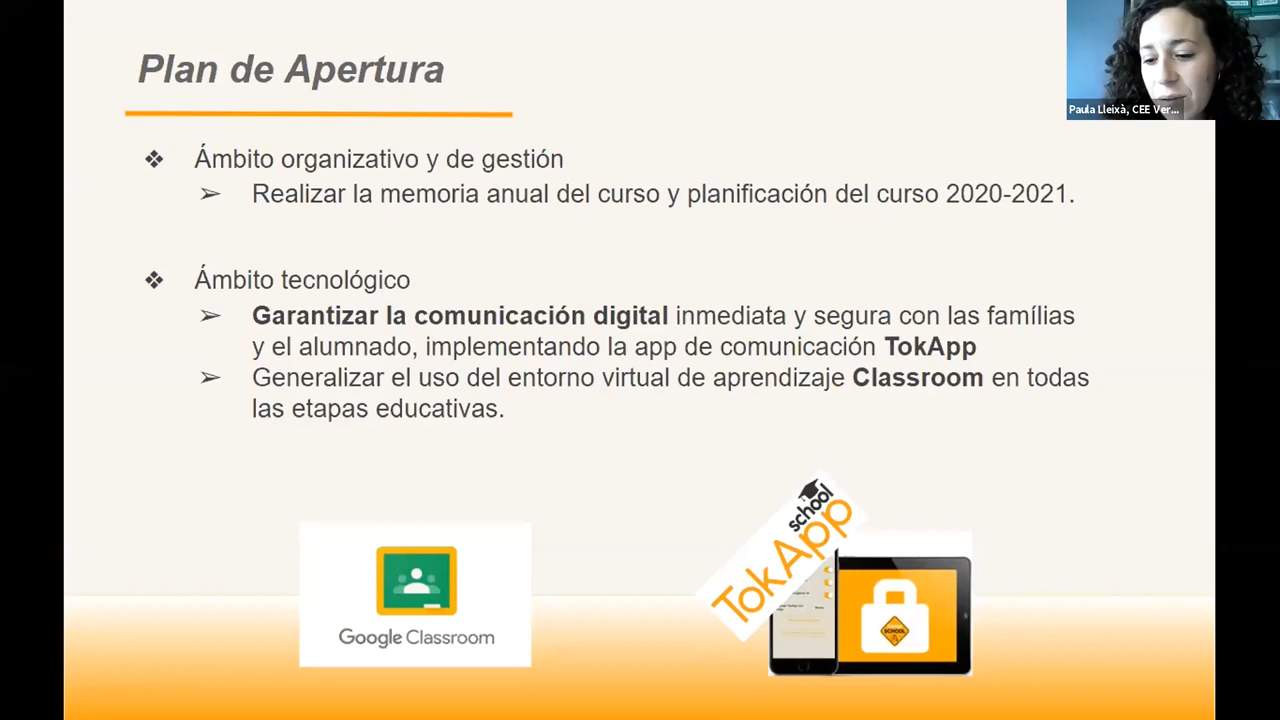 Plan de Apertura
Paula Lleixà, CEE Ver...
❖ Ámbito organizativo y de gestión
➢ Realizar la memoria anual del curso y planificación del curso 2020-2021.
❖ Ámbito tecnológico
➢ Garantizar la comunicación digital inmediata y segura con las famílias
y el alumnado, implementando la app de comunicación TokApp
➢ Generalizar el uso del entorno virtual de aprendizaje Classroom en todas
las etapas educativas.
school
TokApp
Google Classroom
SCHOOL